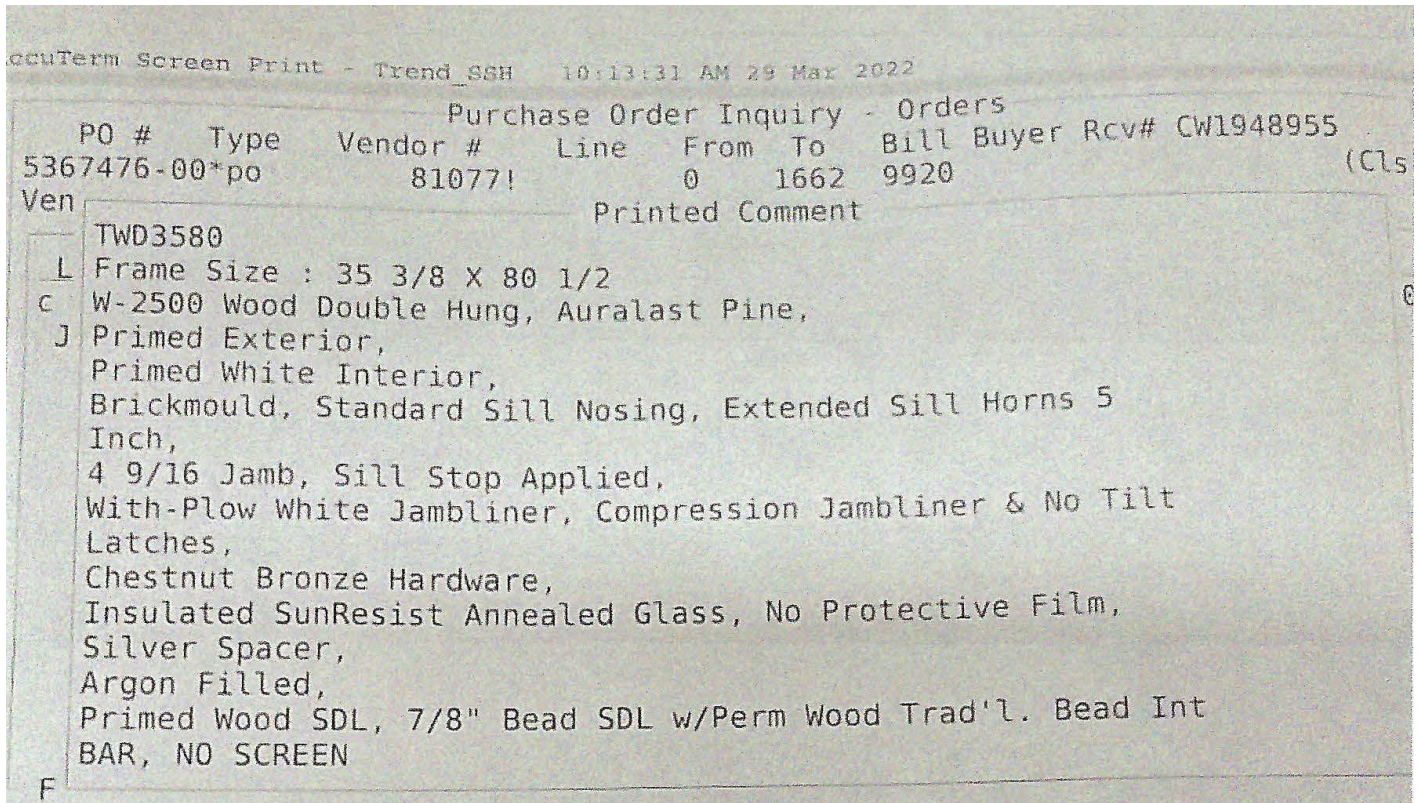 ccuTerm Screen Print - Trend_SSH 10:13:31 AM 29 Mar 2022
Purchase Order Inquiry - Orders
PO # Type Vendor # Line From To Bill Buyer Rcv# CW1948955
5367476-00*po 81077! 0 1662 9920 (Cls
Ven Printed Comment
TWD3580
L Frame Size : 35 3/8 X 80 1/2
C W-2500 Wood Double Hung, Auralast Pine, 0
J Primed Exterior,
Primed White Interior,
Brickmould, Standard Sill Nosing, Extended Sill Horns 5
Inch,
4 9/16 Jamb, Sill Stop Applied,
With-Plow White Jambliner, Compression Jambliner & No Tilt
Latches,
Chestnut Bronze Hardware,
Insulated SunResist Annealed Glass, No Protective Film,
Silver Spacer,
Argon Filled,
Primed Wood SDL, 7/8" Bead SDL w/Perm Wood Trad'l. Bead Int
BAR, NO SCREEN
F